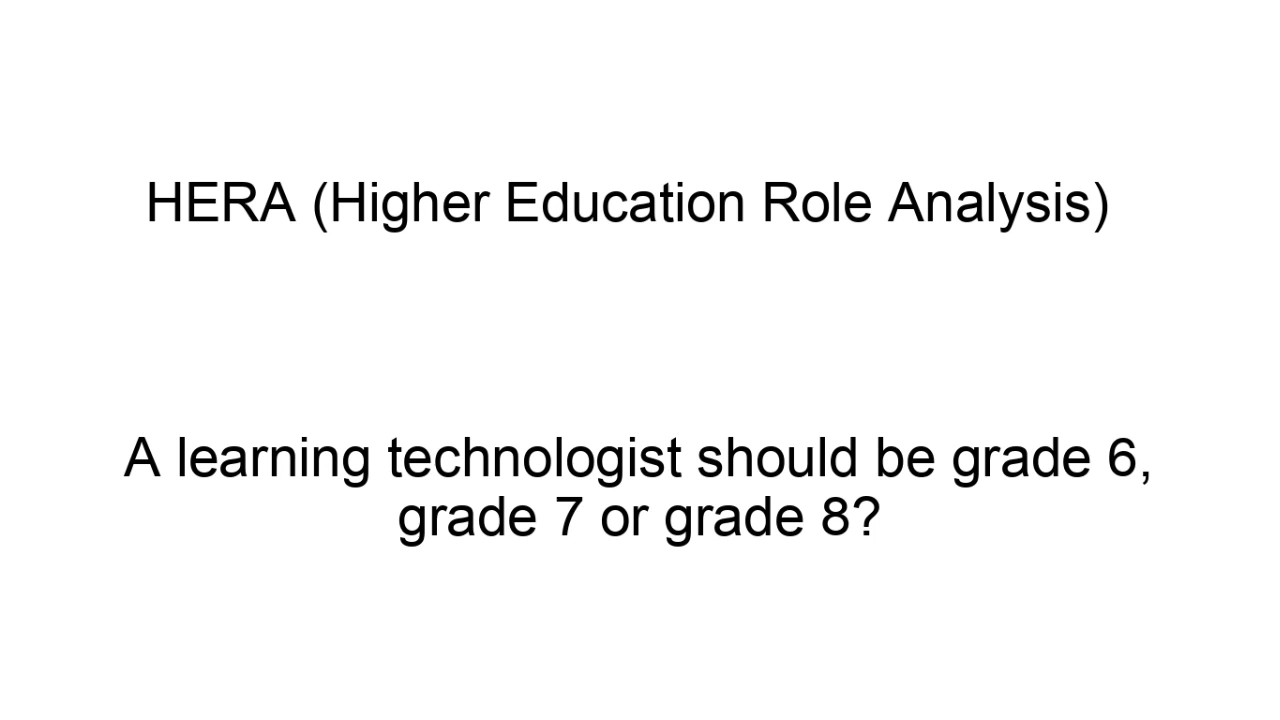 HERA (Higher Education Role Analysis)
A learning technologist should be grade 6,
grade 7 or grade 8?